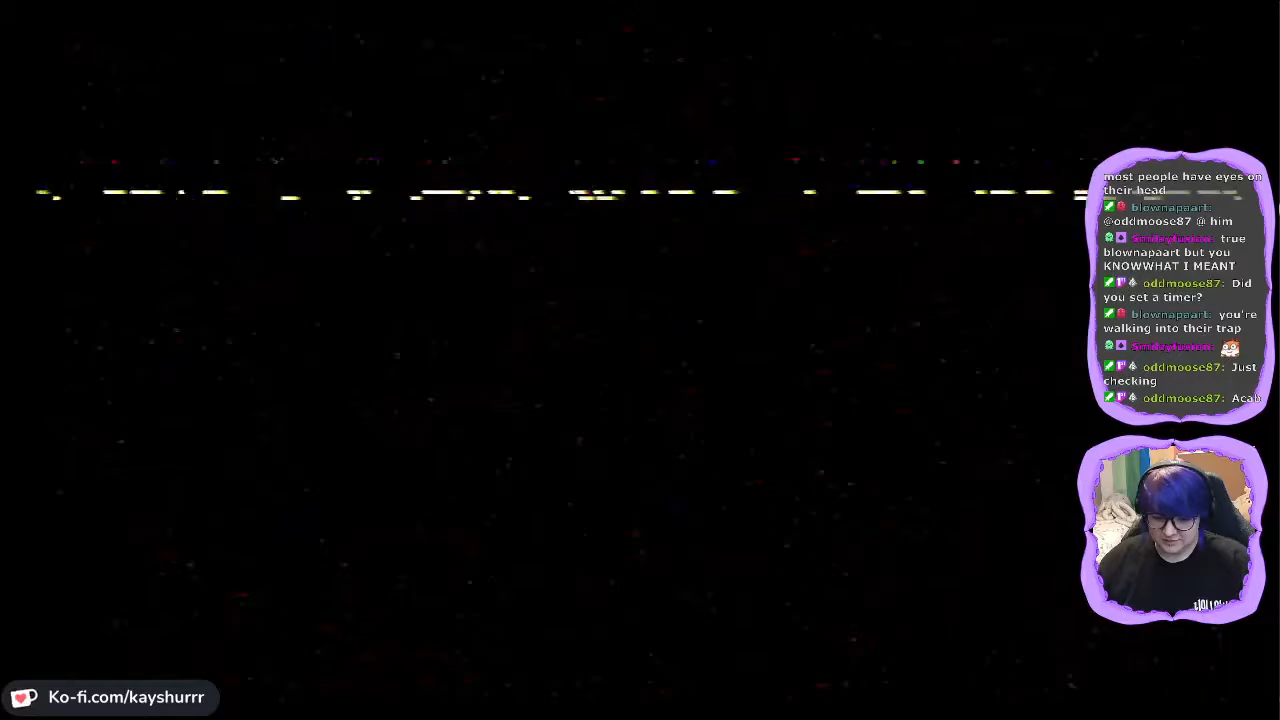 most people have eyes on
their head
blownapaart:
@oddmoose87 @ him
true
blownapaart but you
KNOWWHAT I MEANT
oddmoose87: Did
you set a timer?
blownapaart: you're
walking into their trap
oddmoose87: Just
checking
oddmoose87: Acab
Ko-fi.com/kayshurrr